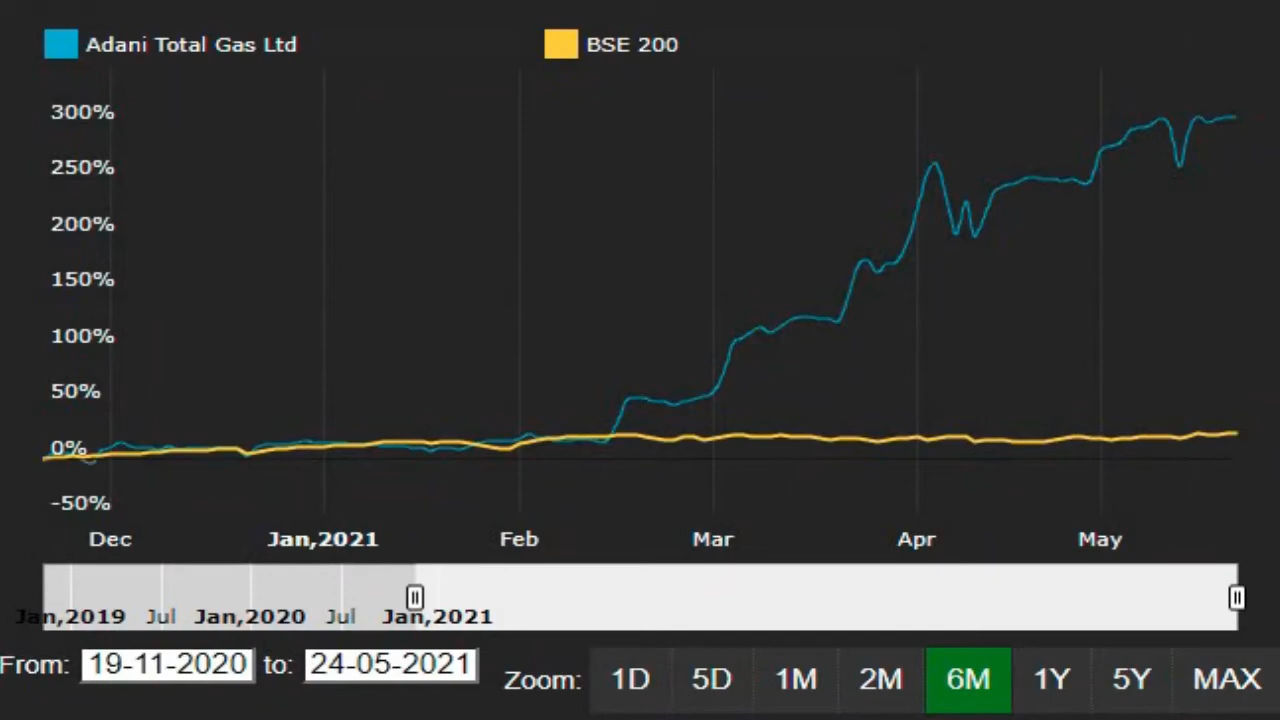 Adani Total Gas Ltd BSE 200
300%
250%
200%
150%
100%
50%
0%
-50%
Dec Jan,2021 Feb Mar Apr May
Jan,2019 Jul Jan,2020 Jul Jan,2021
From: 19-11-2020 to: 24-05-2021 Zoom: 1D 5D 1M 2M 6M 1Y 5Y MAX